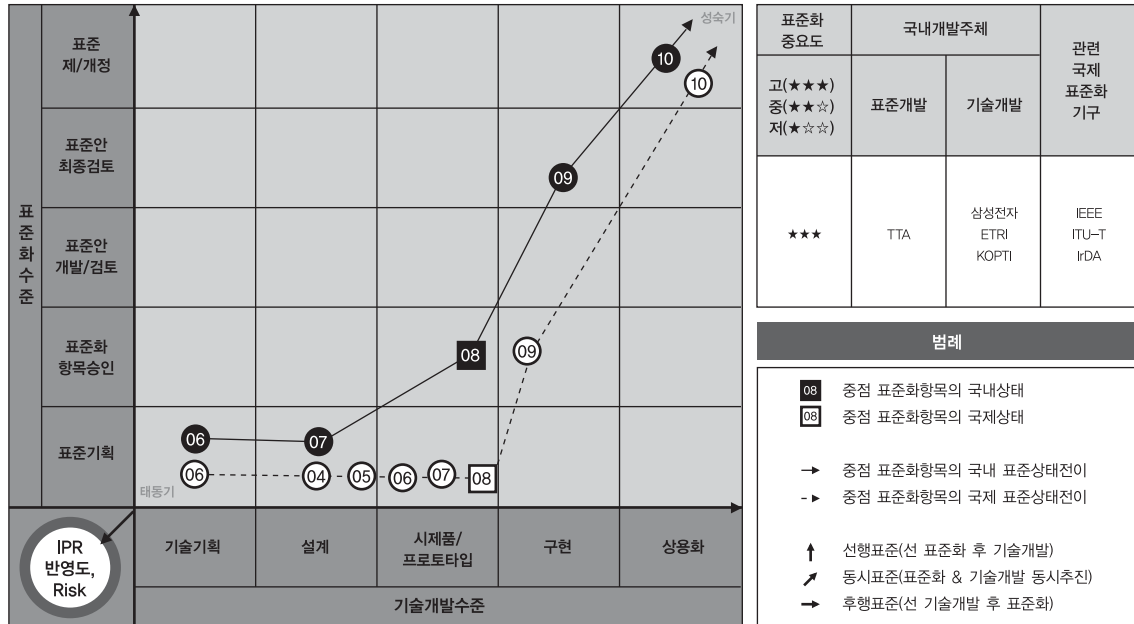 표준화수준
표준
제/개정
표준안
최종검토
표준안
개발/검토
표준화
항목승인
표준기획
성숙기
10
10
09
08
09
06
07
06
04
05
06
07
08
태동기
IPR
반영도,
Risk
기술기획
설계
시제품/
프로토타입
구현
상용화
기술개발수준
표준화
중요도
국내개발주체
관련
국제
표준화
기구
고(★★★)
중(★★☆)
저(★☆☆)
표준개발
기술개발
★★★
TTA
삼성전자
ETRI
KOPTI
IEEE
ITU-T
IrDA
범례
08 중점 표준화항목의 국내상태
08 중점 표준화항목의 국제상태
중점 표준화항목의 국내 표준상태전이
중점 표준화항목의 국제 표준상태전이
선행표준(선 표준화 후 기술개발)
동시표준(표준화 & 기술개발 동시추진)
후행표준(선 기술개발 후 표준화)